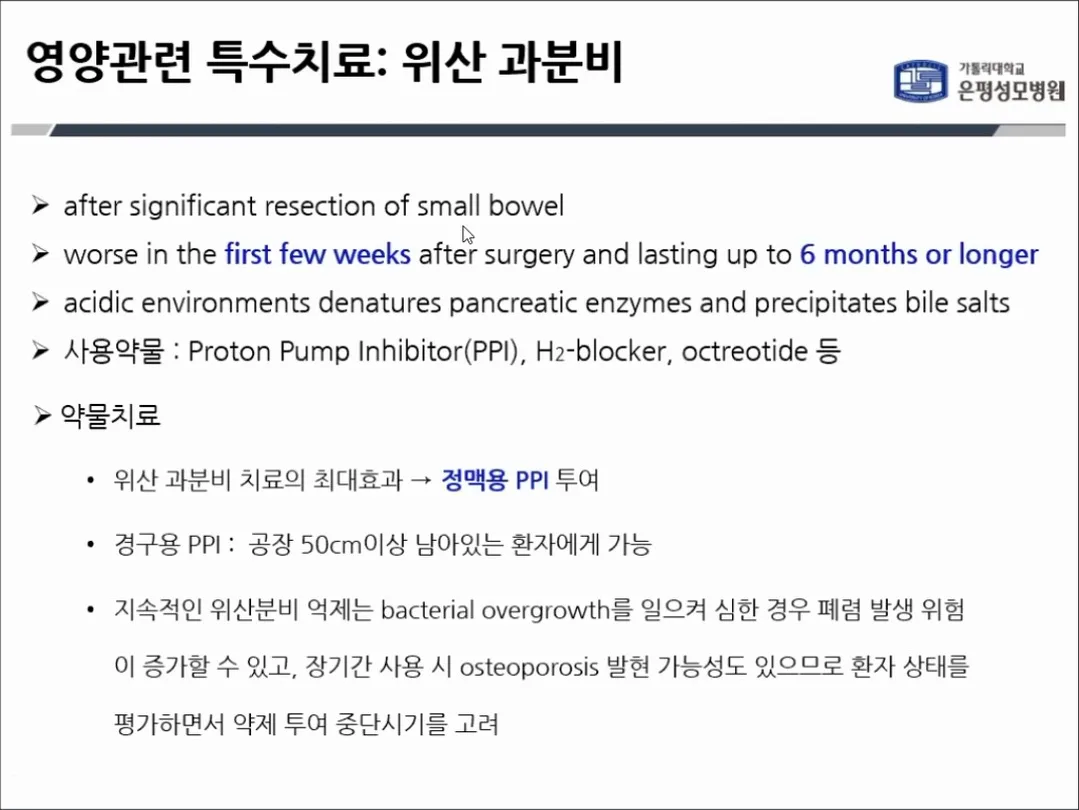 영양관련 특수치료: 위산 과분비
가톨릭대학교
은평성모병원
➢ after significant resection of small bowel
➢ worse in the first few weeks after surgery and lasting up to 6 months or longer
➢ acidic environments denatures pancreatic enzymes and precipitates bile salts
➢ 사용약물 : Proton Pump Inhibitor(PPI), H2-blocker, octreotide 등
➢ 약물치료
• 위산 과분비 치료의 최대효과 → 정맥용 PPI 투여
• 경구용 PPI : 공장 50cm이상 남아있는 환자에게 가능
• 지속적인 위산분비 억제는 bacterial overgrowth를 일으켜 심한 경우 폐렴 발생 위험
이 증가할 수 있고, 장기간 사용 시 osteoporosis 발현 가능성도 있으므로 환자 상태를
평가하면서 약제 투여 중단시기를 고려